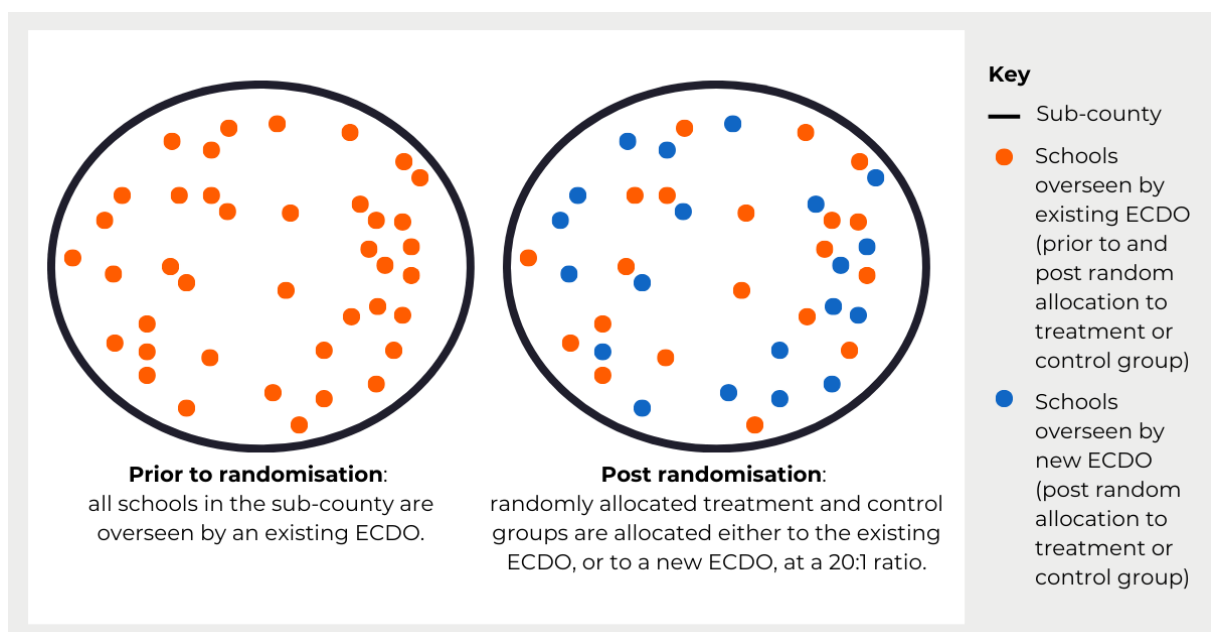 Prior to randomisation:
all schools in the sub-county are
overseen by an existing ECDO.
Post randomisation:
randomly allocated treatment and control
groups are allocated either to the existing
ECDO, or to a new ECDO, at a 20:1 ratio.
Key
Sub-county
Schools
overseen by
existing ECDO
(prior to and
post random
allocation to
treatment or
control group)
Schools
overseen by
new ECDO
(post random
allocation to
treatment or
control group)